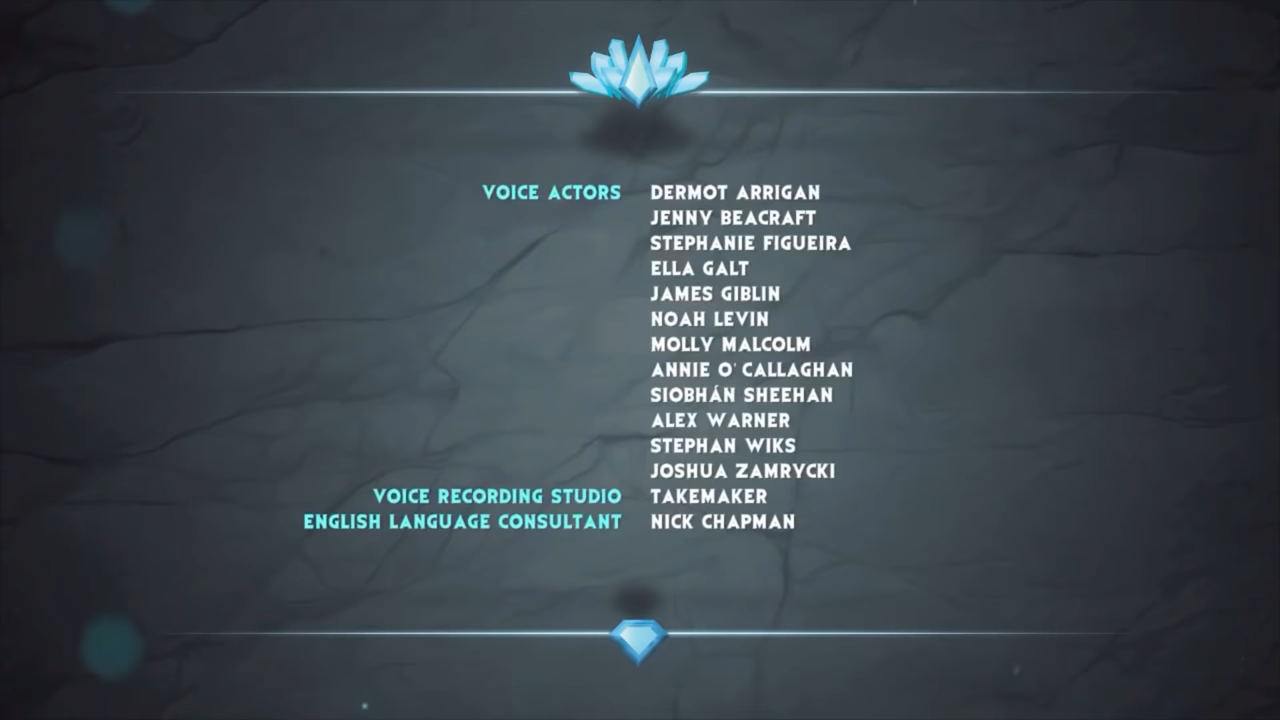 VOICE ACTORS DERMOT ARRIGAN
JENNY BEACRAFT
STEPHANIE FIGUEIRA
ELLA GALT
JAMES GIBLIN
NOAH LEVIN
MOLLY MALCOLM
ANNIE O' CALLAGHAN
SIOBHÁN SHEEHAN
ALEX WARNER
STEPHAN WIKS
JOSHUA ZAMRYCKI
VOICE RECORDING STUDIO TAKEMAKER
ENGLISH LANGUAGE CONSULTANT NICK CHAPMAN